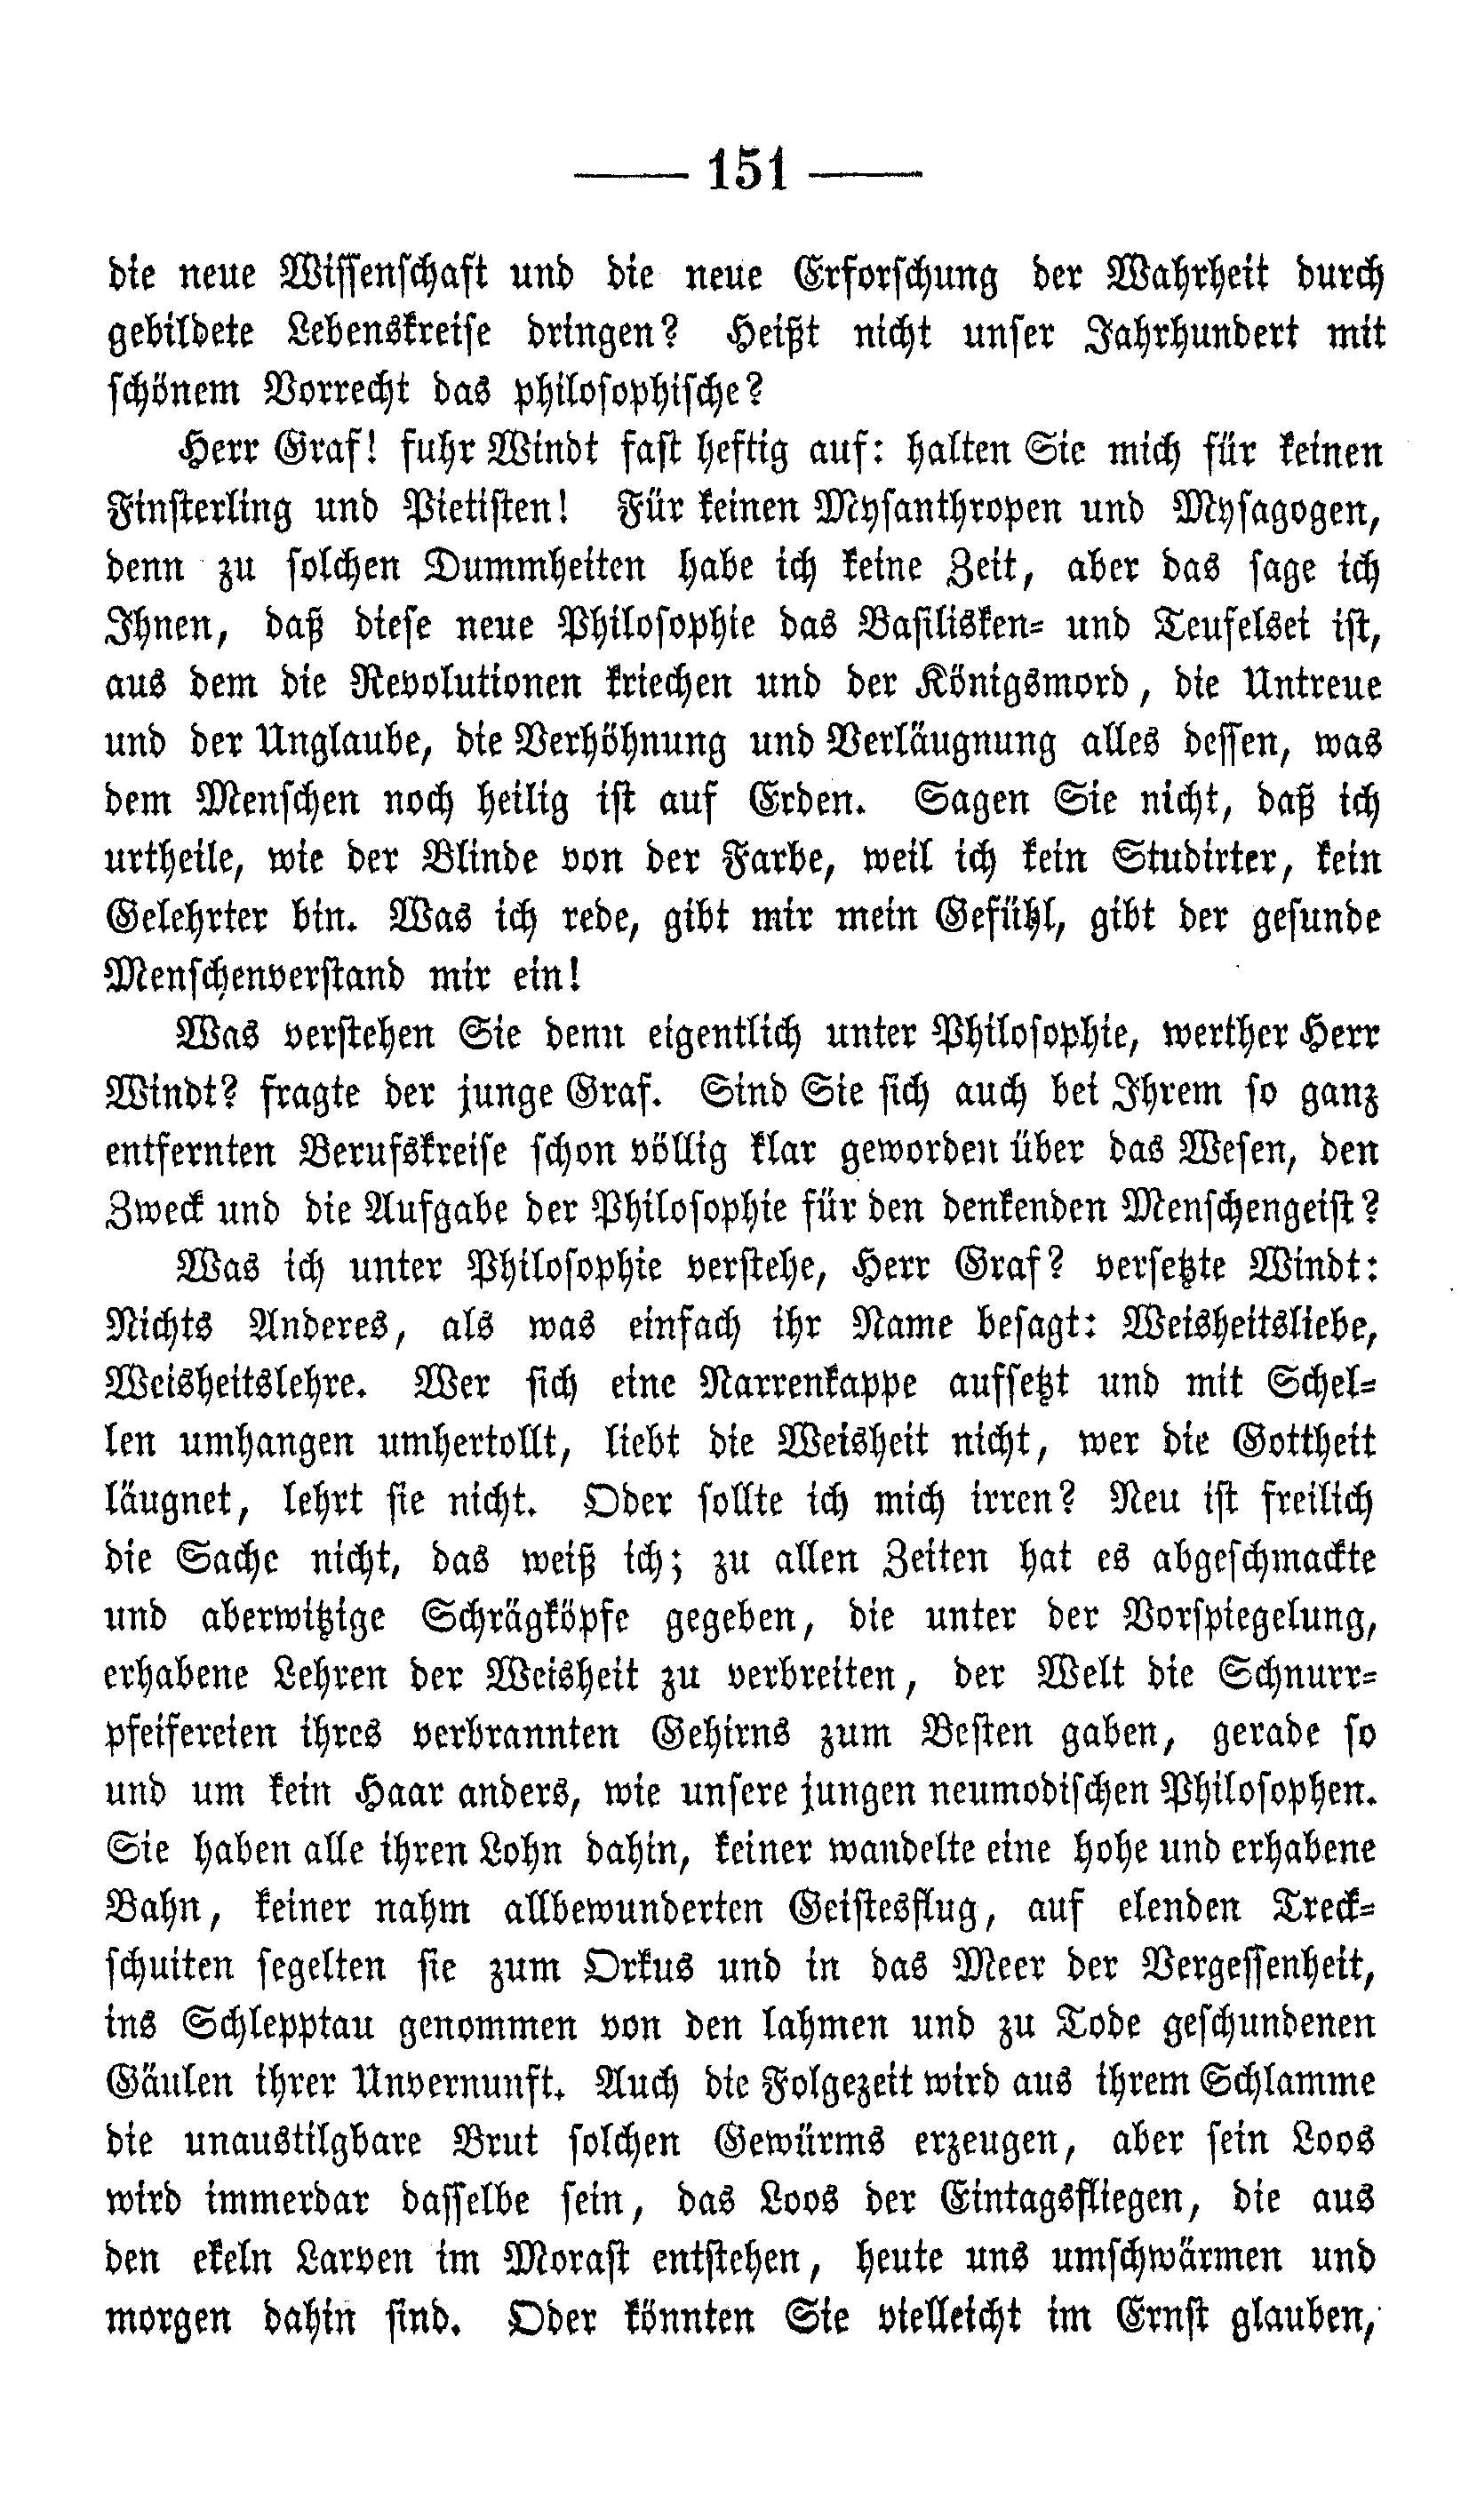 — 151 —
die neue Wissenschaft und die neue Erforschung der Wahrheit durch
gebildete Lebenskreise dringen? Heißt nicht unser Jahrhundert mit
schönem Vorrecht das philosophische?
Herr Graf! fuhr Windt fast heftig auf: halten Sie mich für keinen
Finsterling und Pietisten! Für keinen Mysanthropen und Mysagogen,
denn zu solchen Dummheiten habe ich keine Zeit, aber das sage ich
Ihnen, daß diese neue Philosophie das Basilisken- und Teufelsei ist,
aus dem die Revolutionen kriechen und der Königsmord, die Untreue
und der Unglaube, die Verhöhnung und Verläugnung alles dessen, was
dem Menschen noch heilig ist auf Erden. Sagen Sie nicht, daß ich
urtheile, wie der Blinde von der Farbe, weil ich kein Studirter, kein
Gelehrter bin. Was ich rede, gibt mir mein Gefühl, gibt der gesunde
Menschenverstand mir ein!
Was verstehen Sie denn eigentlich unter Philosophie, werther Herr
Windt? fragte der junge Graf. Sind Sie sich auch bei Ihrem so ganz
entfernten Berufskreise schon völlig klar geworden über das Wesen, den
Zweck und die Aufgabe der Philosophie für den denkenden Menschengeist?
Was ich unter Philosophie verstehe, Herr Graf? versetzte Windt:
Nichts Anderes, als was einfach ihr Name besagt: Weisheitsliebe,
Weisheitslehre. Wer sich eine Narrenkappe aufsetzt und mit Schel-
len umhangen umhertollt, liebt die Weisheit nicht, wer die Gottheit
läugnet, lehrt sie nicht. Oder sollte ich mich irren? Neu ist freilich
die Sache nicht, das weiß ich; zu allen Zeiten hat es abgeschmackte
und aberwitzige Schrägköpfe gegeben, die unter der Vorspiegelung,
erhabene Lehren der Weisheit zu verbreiten, der Welt die Schnurr-
pfeifereien ihres verbrannten Gehirns zum Besten gaben, gerade so
und um kein Haar anders, wie unsere jungen neumodischen Philosophen.
Sie haben alle ihren Lohn dahin, keiner wandelte eine hohe und erhabene
Bahn, keiner nahm allbewunderten Geistesflug, auf elenden Treck-
schuiten segelten sie zum Orkus und in das Meer der Vergessenheit,
ins Schlepptau genommen von den lahmen und zu Tode geschundenen
Gäulen ihrer Unvernunft. Auch die Folgezeit wird aus ihrem Schlamme
die unaustilgbare Brut solchen Gewürms erzeugen, aber sein Loos
wird immerdar dasselbe sein, das Loos der Eintagsfliegen, die aus
den ekeln Larven im Morast entstehen, heute uns umschwärmen und
morgen dahin sind. Oder könnten Sie vielleicht im Ernst glauben,